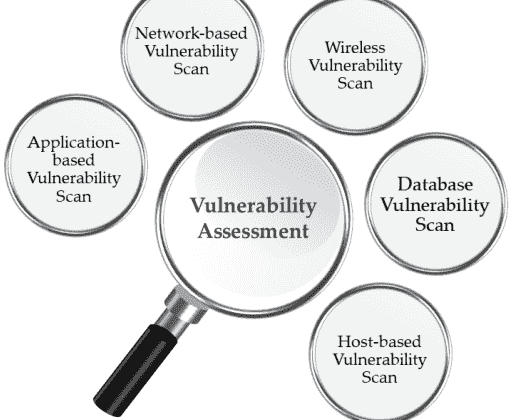 Network-based
Vulnerability
Scan
Wireless
Vulnerability
Scan
Application-
based
Vulnerability
Scan
Vulnerability
Assessment
Database
Vulnerability
Scan
Host-based
Vulnerability
Scan